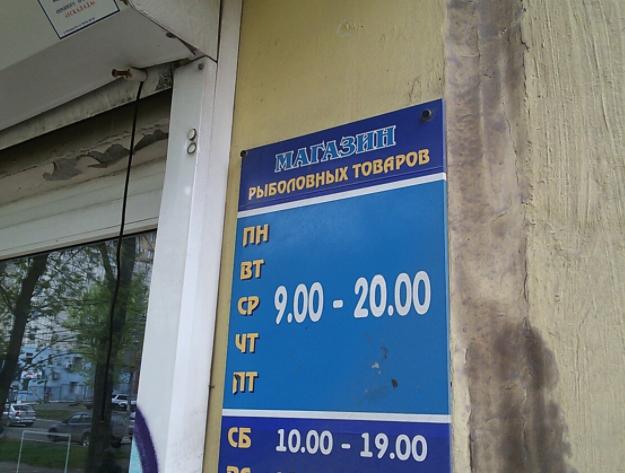 МАГАЗИН
РЫБОЛОВНЫХ ТОВАРОВ
ПН
ВТ
СР 9.00 - 20.00
ЧТ
ПТ
СБ 10.00 - 19.00